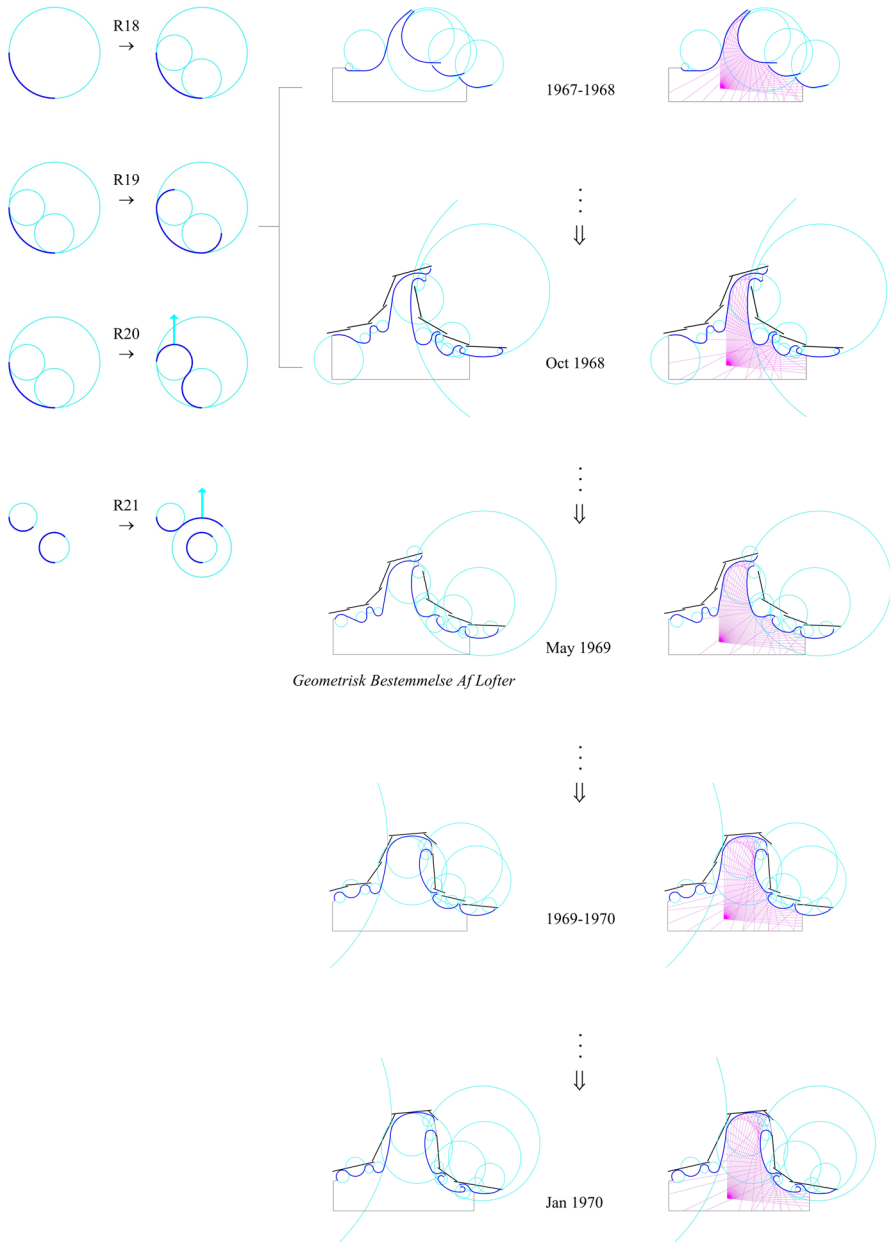 R18
→
1967-1968
R19
→
⋮
⇓
R20
→
Oct 1968
⋮
⇓
R21
→
May 1969
Geometrisk Bestemmelse Af Lofter
⋮
⇓
1969-1970
⋮
⇓
Jan 1970